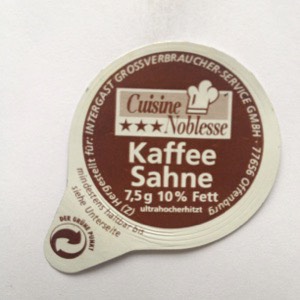 (Z) Hergestellt für: INTERGAST GROSSVERBRAUCHER-SERVICE GMBH · 77656 Offenburg
Cuisine
★★★ Noblesse
Kaffee
Sahne
7,5 g 10% Fett
ultrahocherhitzt
mindestens haltbar bis
siehe Unterseite
DER GRÜNE PUNKT